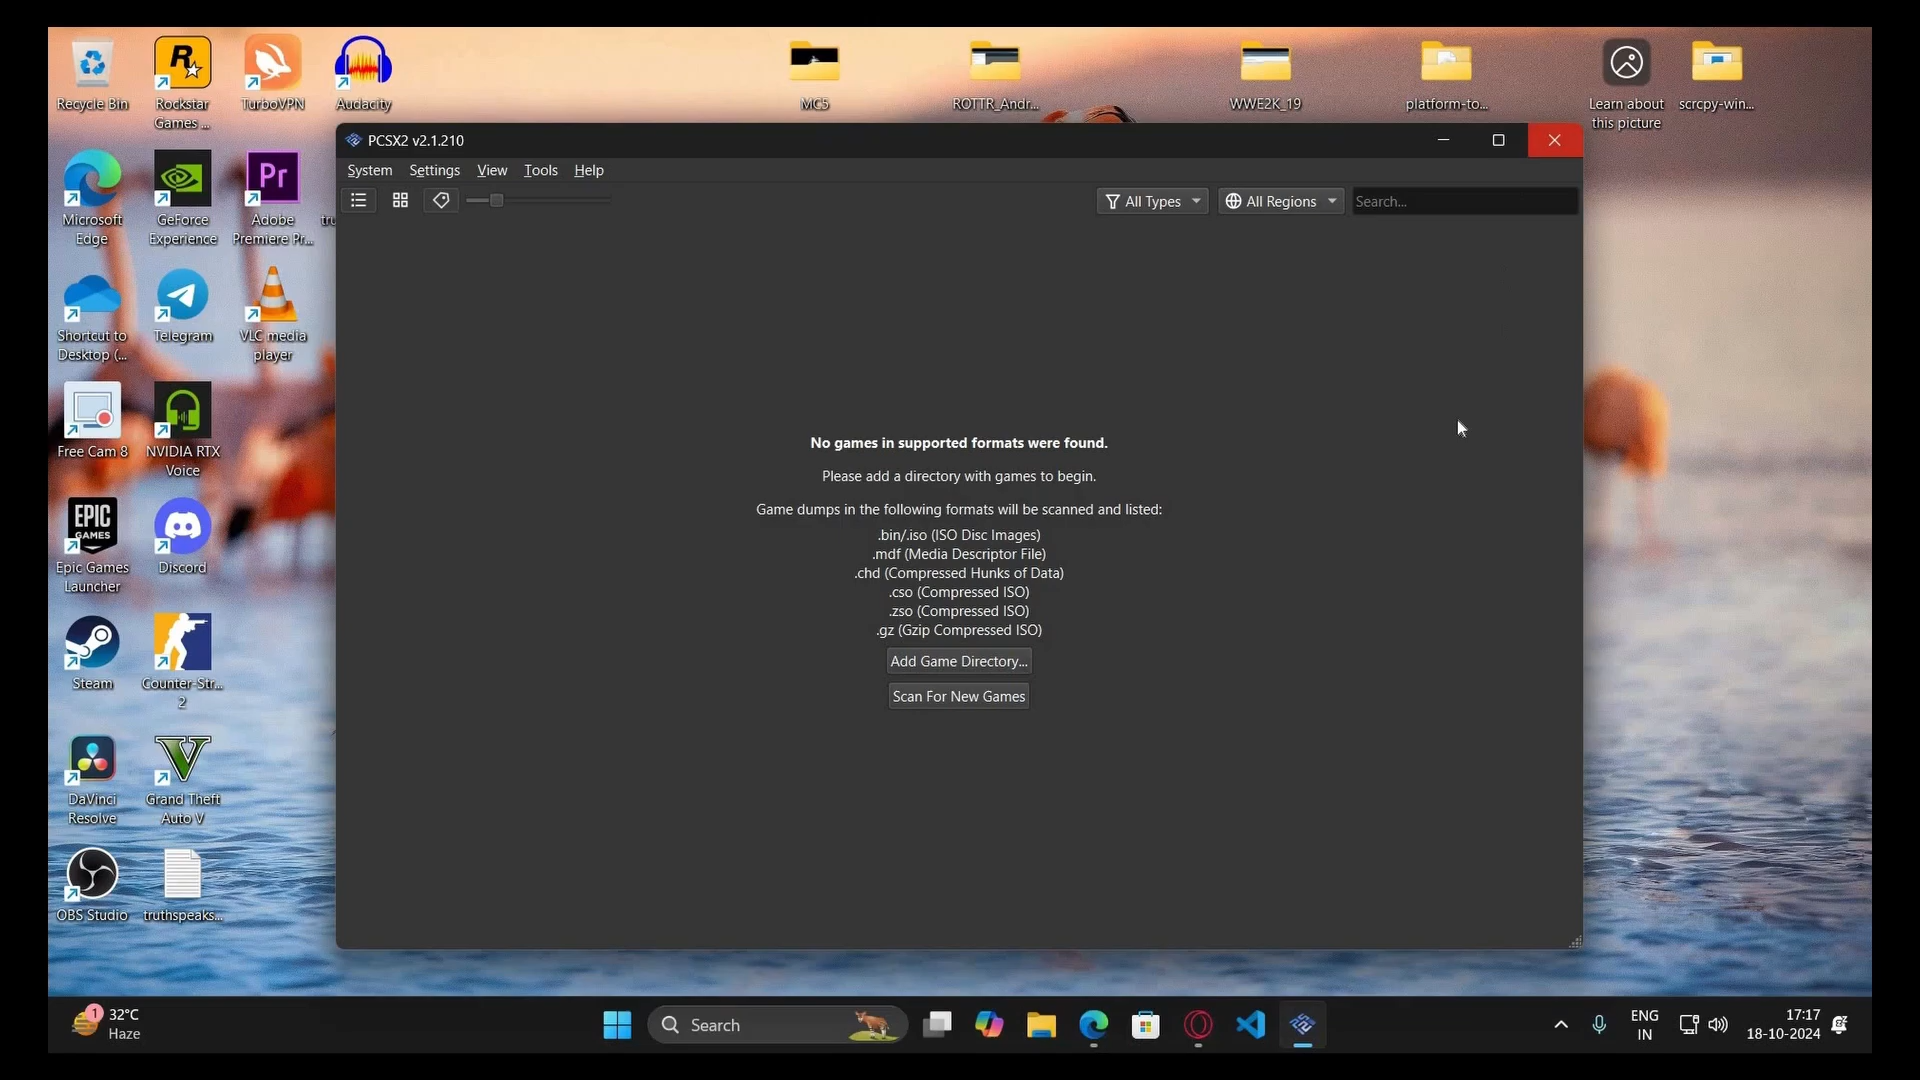 Recycle Bin
Rockstar
Games ...
TurboVPN
Audacity
MC5
ROTTR_Andr...
WWE2K_19
platform-to...
Learn about
this picture
scrcpy-win...
PCSX2 v2.1.210
System Settings View Tools Help
All Types
All Regions
Search...
Microsoft
Edge
GeForce
Experience
Pr
Adobe
Premiere Pr...
tru
Shortcut to
Desktop (...
Telegram
VLC media
player
Free Cam 8
NVIDIA RTX
Voice
No games in supported formats were found.
Please add a directory with games to begin.
Game dumps in the following formats will be scanned and listed:
.bin/.iso (ISO Disc Images)
.mdf (Media Descriptor File)
.chd (Compressed Hunks of Data)
.cso (Compressed ISO)
.zso (Compressed ISO)
.gz (Gzip Compressed ISO)
Add Game Directory...
Scan For New Games
EPIC
GAMES
Epic Games
Launcher
Discord
Steam
Counter-Str...
2
DaVinci
Resolve
Grand Theft
Auto V
OBS Studio
truthspeaks...
1
32°C
Haze
Search
ENG
IN
17:17
18-10-2024